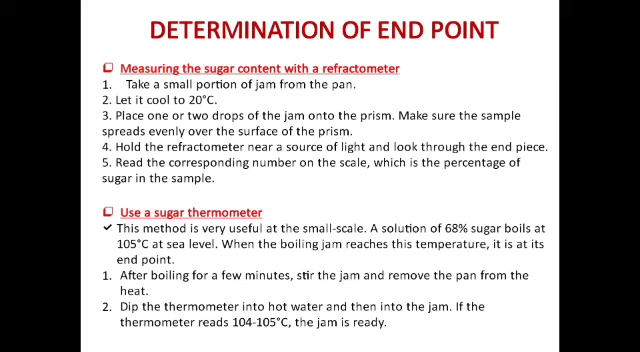 DETERMINATION OF END POINT
❑ Measuring the sugar content with a refractometer
1. Take a small portion of jam from the pan.
2. Let it cool to 20°C.
3. Place one or two drops of the jam onto the prism. Make sure the sample
spreads evenly over the surface of the prism.
4. Hold the refractometer near a source of light and look through the end piece.
5. Read the corresponding number on the scale, which is the percentage of
sugar in the sample.
❑ Use a sugar thermometer
✓ This method is very useful at the small-scale. A solution of 68% sugar boils at
105°C at sea level. When the boiling jam reaches this temperature, it is at its
end point.
1. After boiling for a few minutes, stir the jam and remove the pan from the
heat.
2. Dip the thermometer into hot water and then into the jam. If the
thermometer reads 104-105°C, the jam is ready.